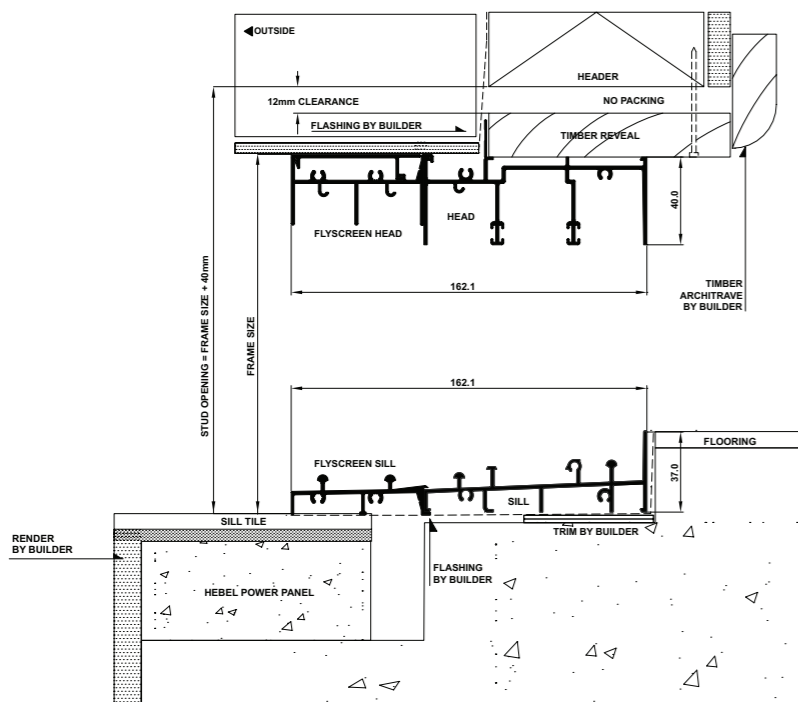 OUTSIDE
HEADER
12mm CLEARANCE
NO PACKING
FLASHING BY BUILDER
TIMBER REVEAL
FLYSCREEN HEAD
HEAD
40.0
162.1
TIMBER
ARCHITRAVE
BY BUILDER
STUD OPENING = FRAME SIZE + 40mm
FRAME SIZE
162.1
FLYSCREEN SILL
SILL
37.0
FLOORING
SILL TILE
TRIM BY BUILDER
RENDER
BY BUILDER
FLASHING
BY BUILDER
HEBEL POWER PANEL